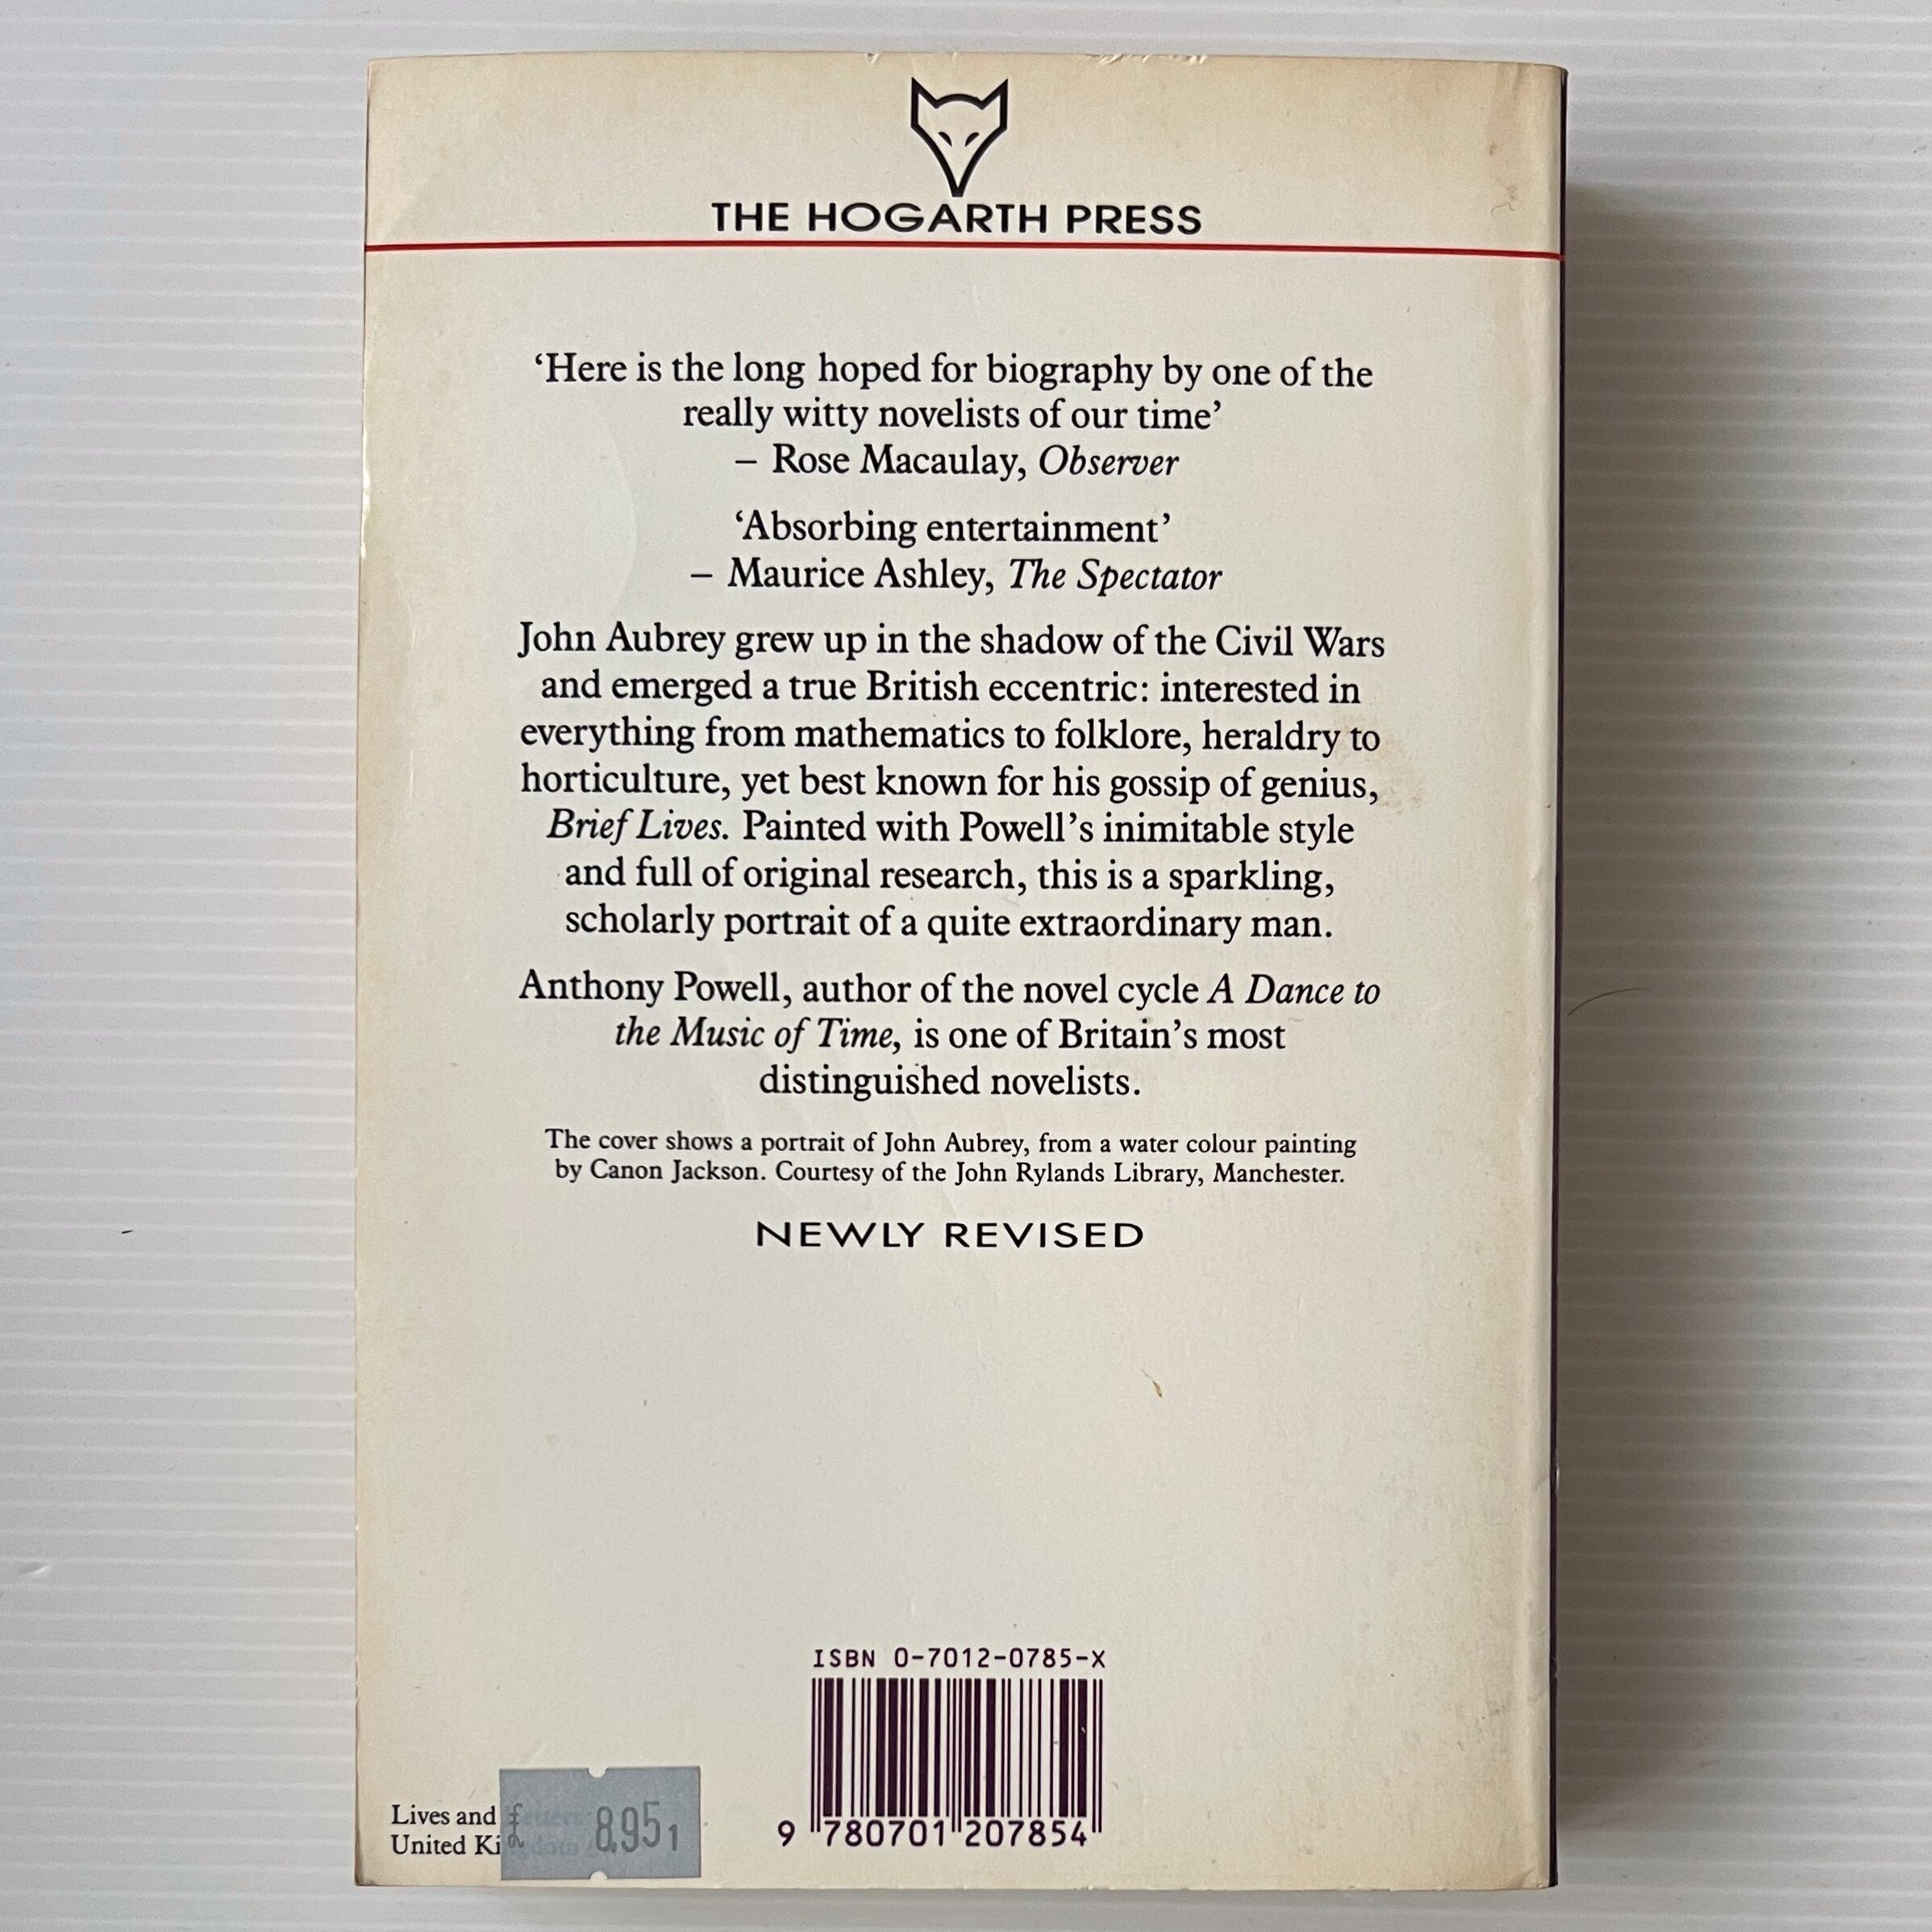 THE HOGARTH PRESS
‘Here is the long hoped for biography by one of the
really witty novelists of our time’
– Rose Macaulay, Observer
‘Absorbing entertainment’
– Maurice Ashley, The Spectator
John Aubrey grew up in the shadow of the Civil Wars
and emerged a true British eccentric: interested in
everything from mathematics to folklore, heraldry to
horticulture, yet best known for his gossip of genius,
Brief Lives. Painted with Powell’s inimitable style
and full of original research, this is a sparkling,
scholarly portrait of a quite extraordinary man.
Anthony Powell, author of the novel cycle A Dance to
the Music of Time, is one of Britain’s most
distinguished novelists.
The cover shows a portrait of John Aubrey, from a water colour painting
by Canon Jackson. Courtesy of the John Rylands Library, Manchester.
NEWLY REVISED
ISBN 0-7012-0785-X
9 780701 207854
Lives and
United
£ 8.95